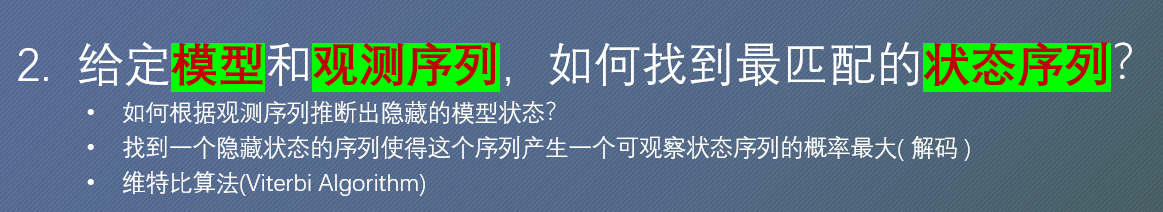 2. 给定模型和观测序列，如何找到最匹配的状态序列?
• 如何根据观测序列推断出隐藏的模型状态?
• 找到一个隐藏状态的序列使得这个序列产生一个可观察状态序列的概率最大( 解码 )
• 维特比算法(Viterbi Algorithm)